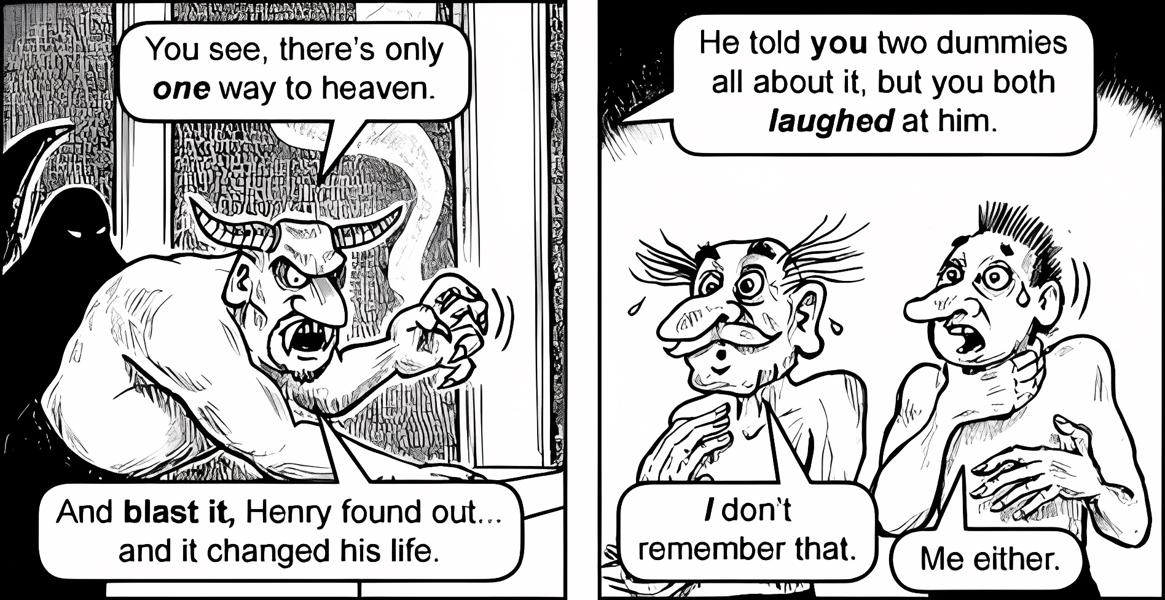 You see, there's only
one way to heaven.
And blast it, Henry found out...
and it changed his life.
He told you two dummies
all about it, but you both
laughed at him.
I don't
remember that.
Me either.